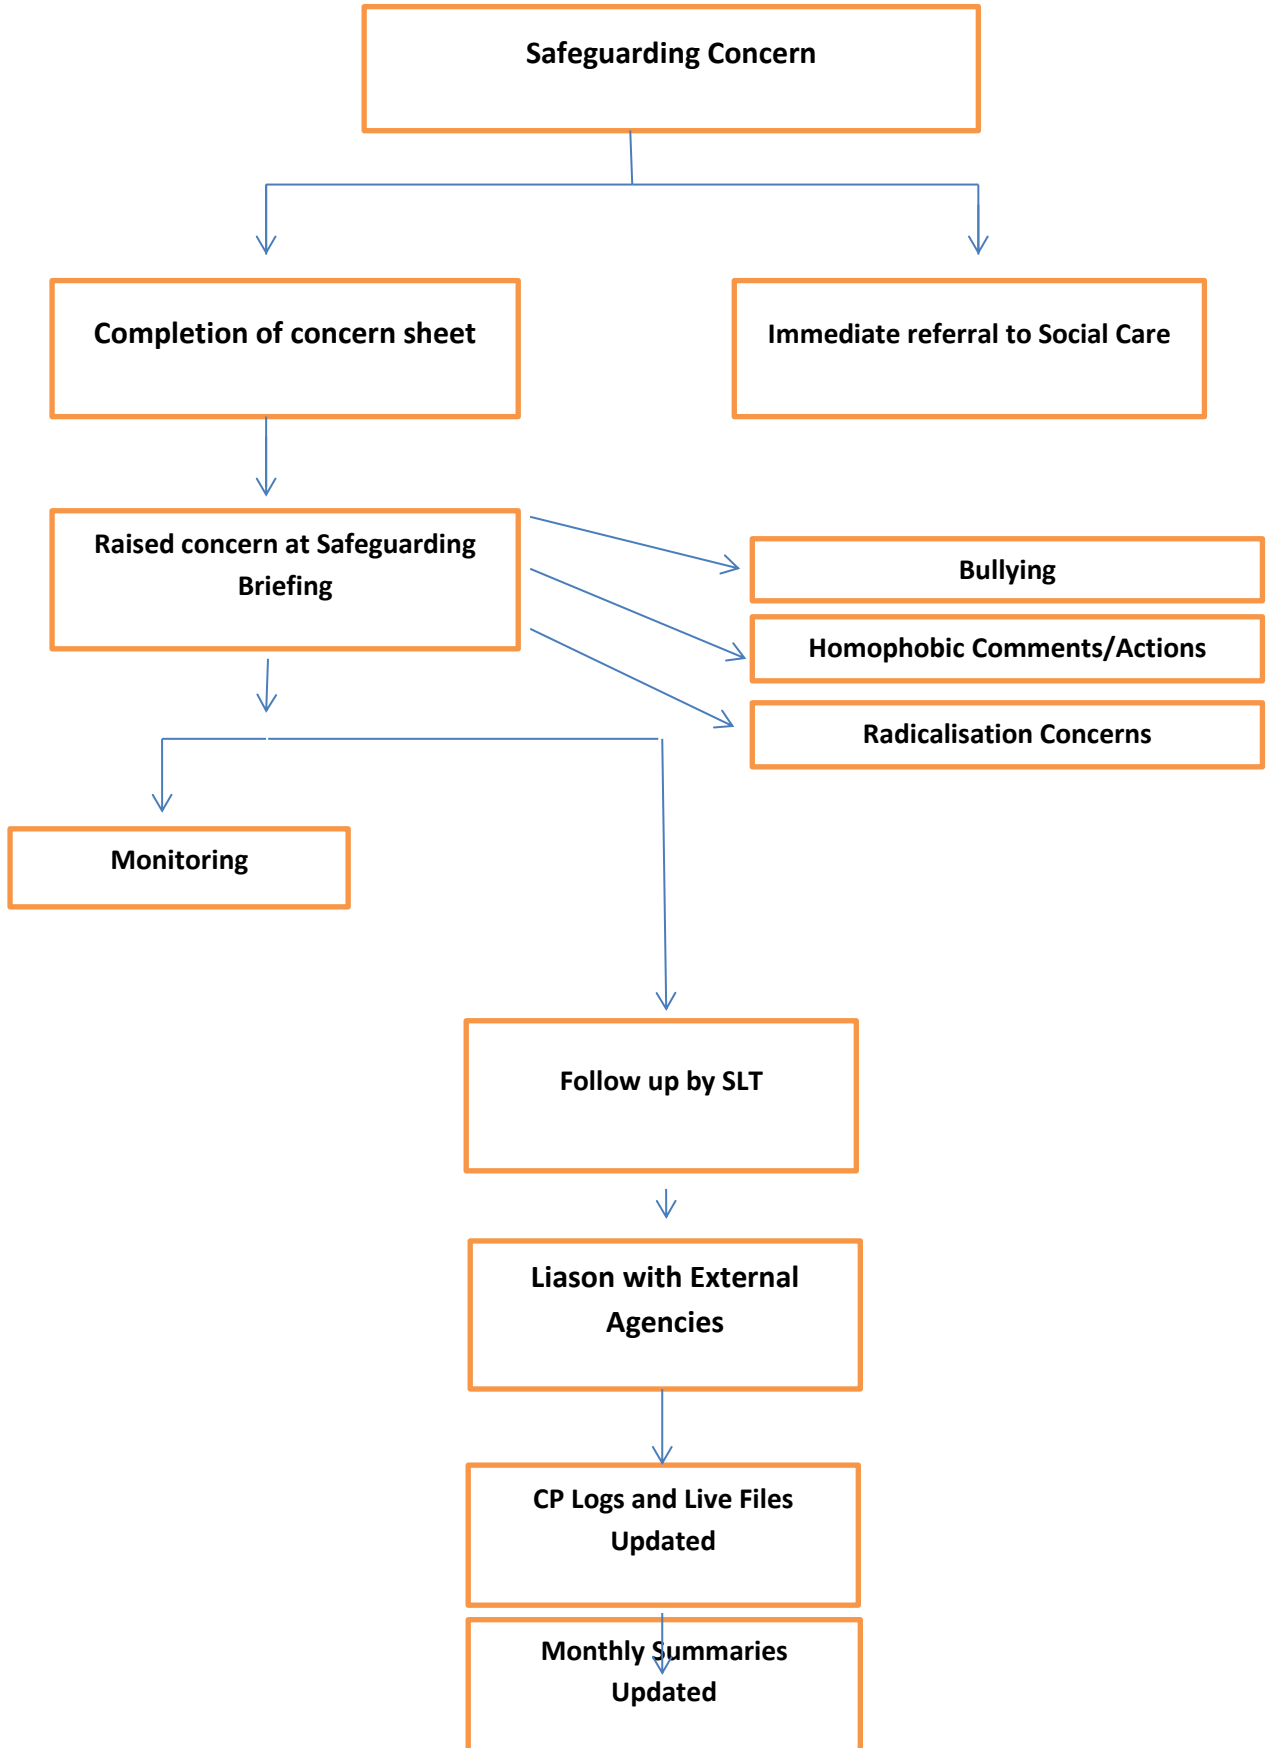 Safeguarding Concern
Completion of concern sheet
Immediate referral to Social Care
Raised concern at Safeguarding
Briefing
Bullying
Homophobic Comments/Actions
Radicalisation Concerns
Monitoring
Follow up by SLT
Liason with External
Agencies
CP Logs and Live Files
Updated
Monthly Summaries
Updated